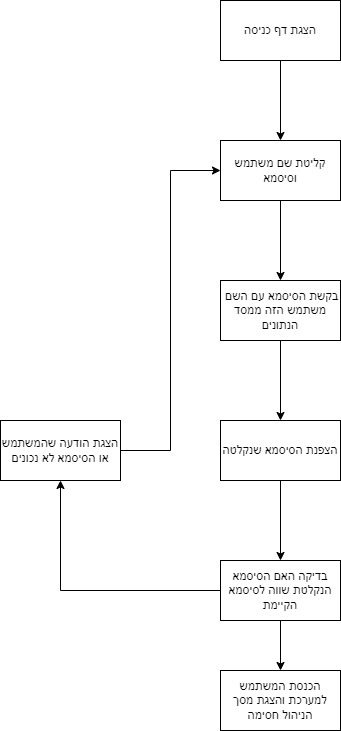 הצגת דף כניסה
קליטת שם משתמש
וסיסמא
בקשת הסיסמא עם השם
משתמש הזה ממסד
הנתונים
הצפנת הסיסמא שנקלטה
הצגת הודעה שהמשתמש
או הסיסמא לא נכונים
בדיקה האם הסיסמא
הנקלטת שווה לסיסמא
הקיימת
הכנסת המשתמש
למערכת והצגת מסך
הניהול חסימה